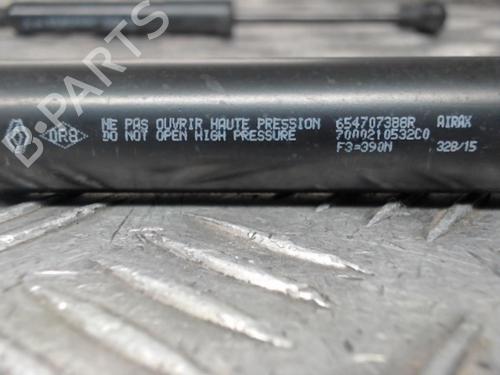 NE PAS OUVRIR HAUTE PRESSION 654707388R AIRAX
DO NOT OPEN HIGH PRESSURE 7000210532C0
F3=390N 328/15
B-PARTS